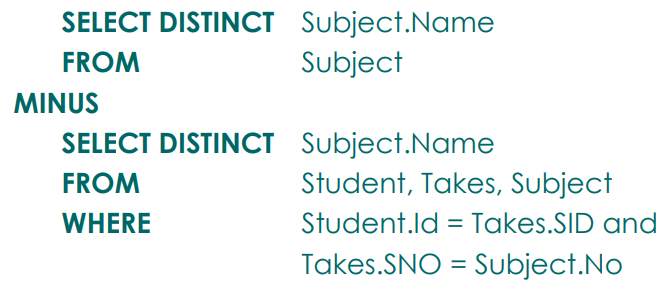 SELECT DISTINCT Subject.Name
FROM Subject
MINUS
SELECT DISTINCT Subject.Name
FROM Student, Takes, Subject
WHERE Student.Id = Takes.SID and
Takes.SNO = Subject.No